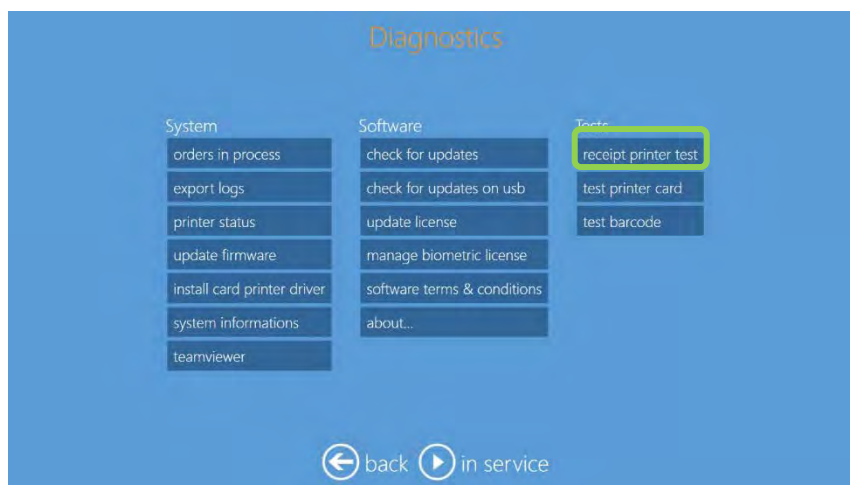 Diagnostics
System
orders in process
export logs
printer status
update firmware
install card printer driver
system informations
teamviewer
Software
check for updates
check for updates on usb
update license
manage biometric license
software terms & conditions
about...
Tests
receipt printer test
test printer card
test barcode
back
in service